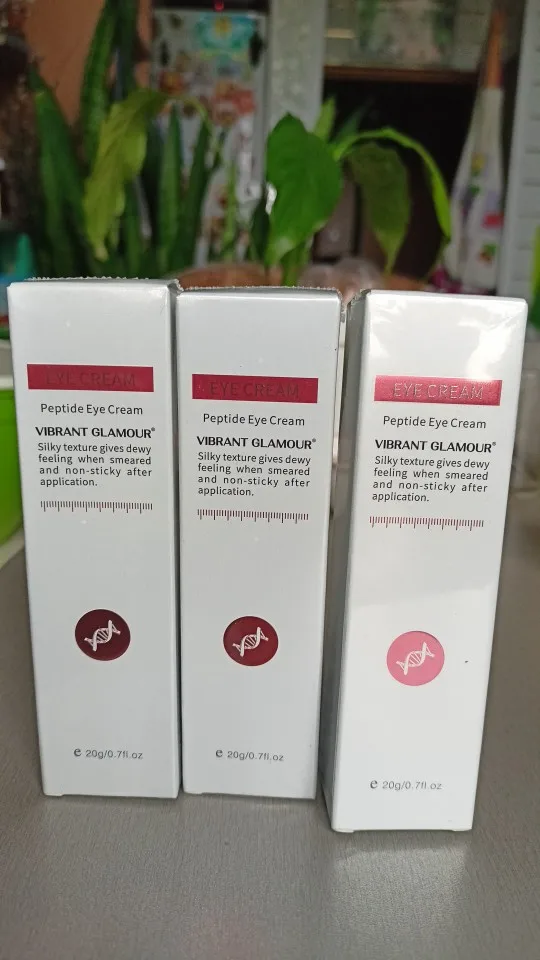 EYE CREAM
Peptide Eye Cream
VIBRANT GLAMOUR®
Silky texture gives dewy
feeling when smeared
and non-sticky after
application.
e 20g/0.7fl.oz
EYE CREAM
Peptide Eye Cream
VIBRANT GLAMOUR®
Silky texture gives dewy
feeling when smeared
and non-sticky after
application.
e 20g/0.7fl.oz
EYE CREAM
Peptide Eye Cream
VIBRANT GLAMOUR®
Silky texture gives dewy
feeling when smeared
and non-sticky after
application.
e 20g/0.7fl.oz